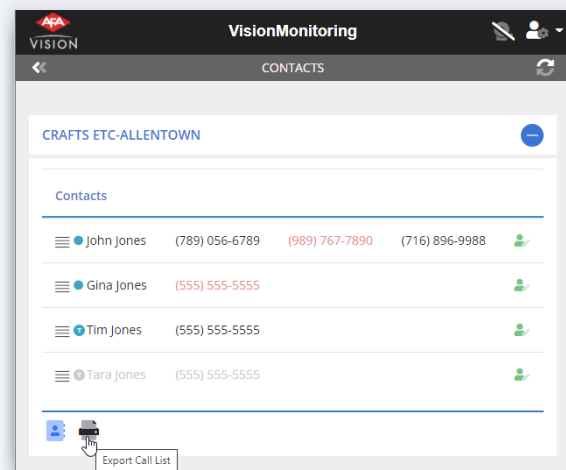 AFA
VISION
VisionMonitoring
CONTACTS
CRAFTS ETC-ALLENTOWN
Contacts
John Jones (789) 056-6789 (989) 767-7890 (716) 896-9988
Gina Jones (555) 555-5555
T Tim Jones (555) 555-5555
T Tara Jones (555) 555-5555
Export Call List